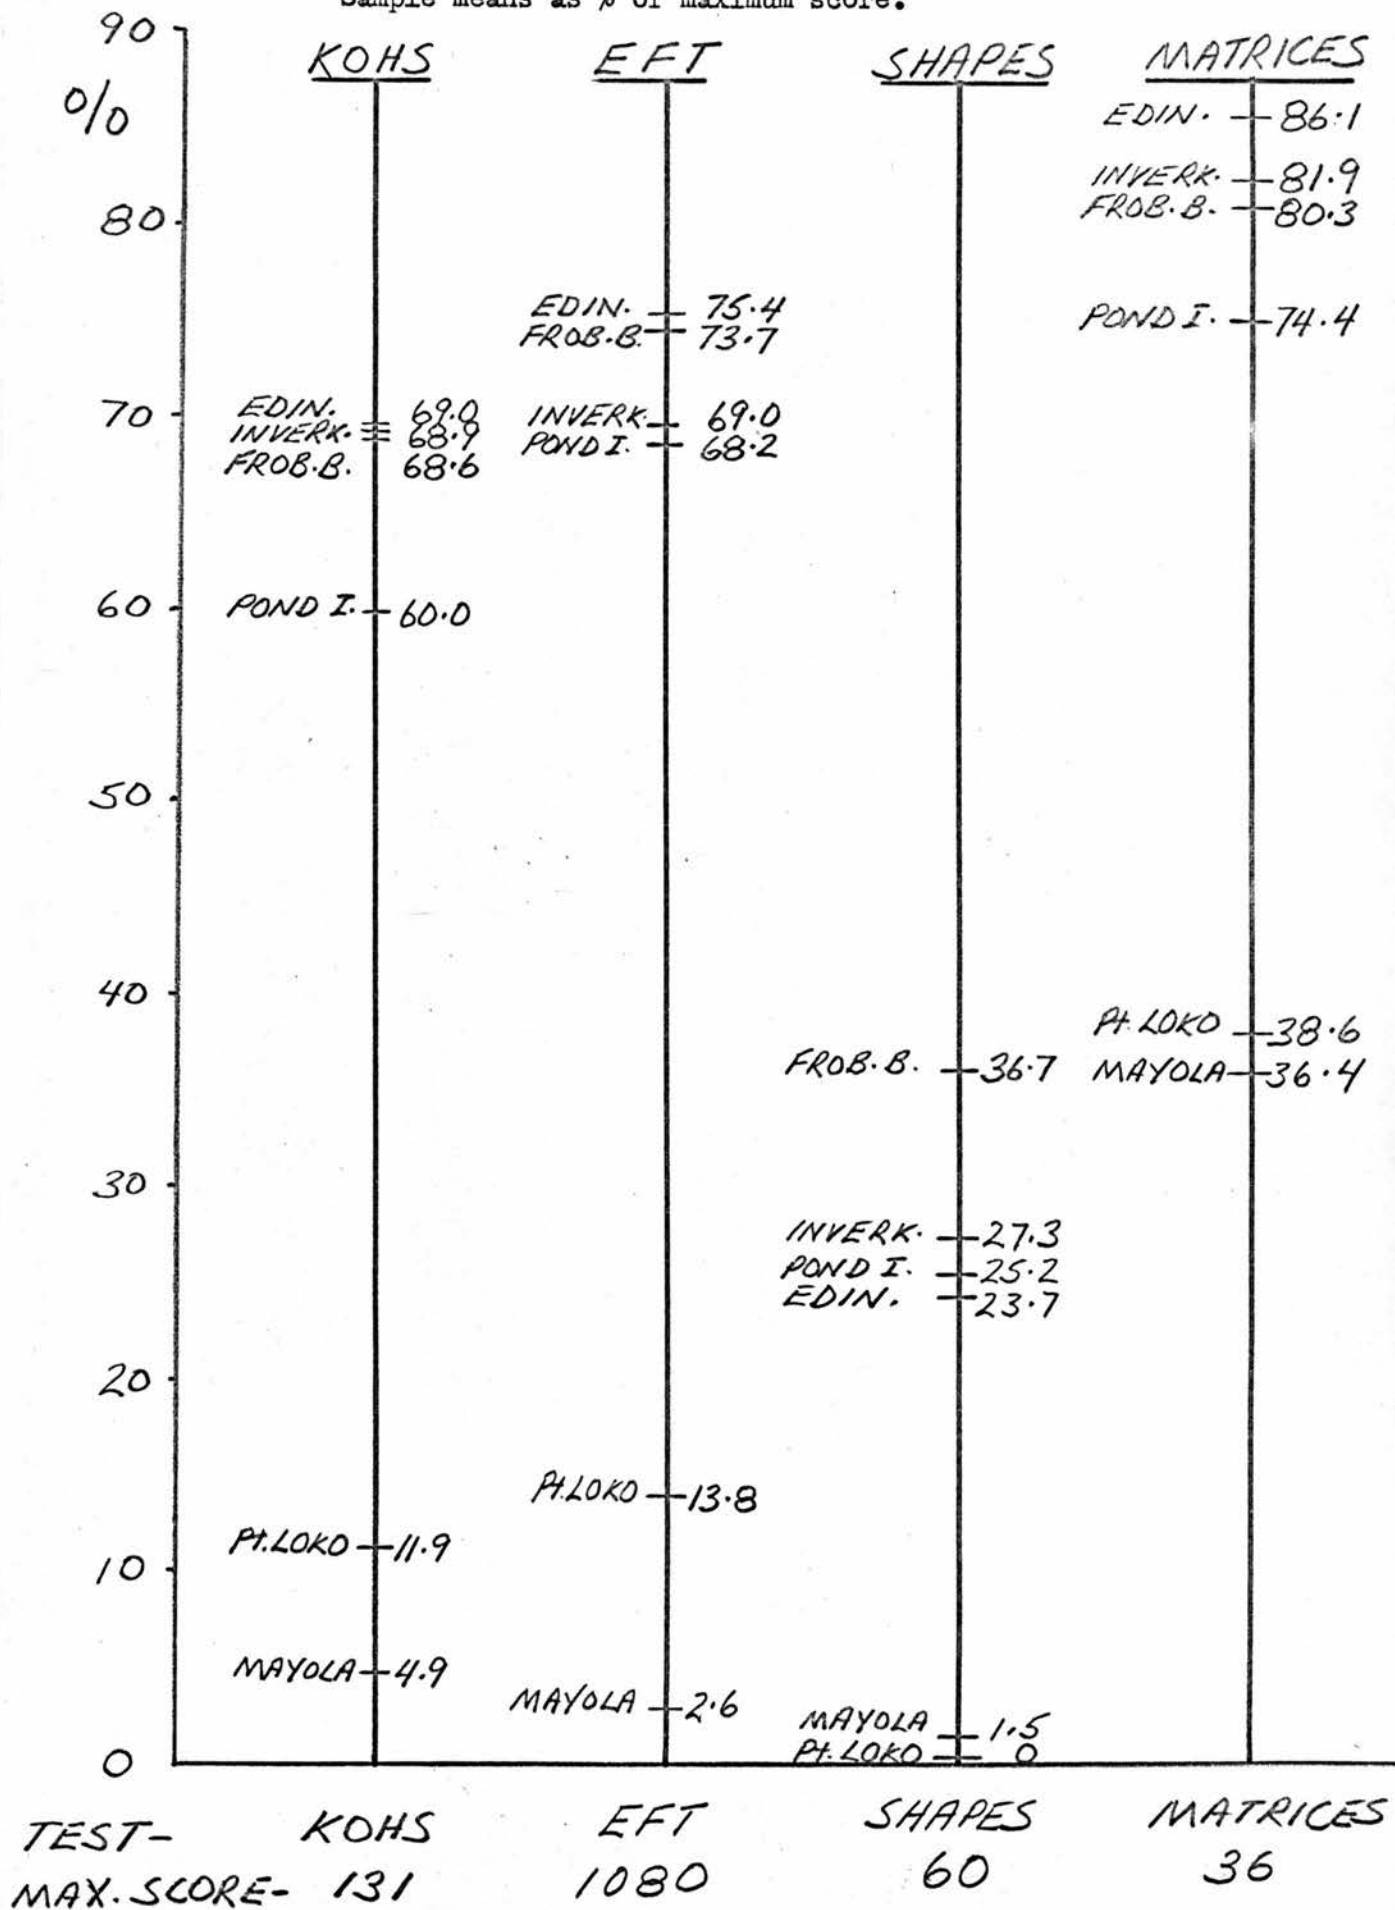 Sample means as % of maximum score.
90
%
80
70
60
50
40
30
20
10
0
KOHS
EDIN. 69.0
INVERK. 68.9
FROB.B. 68.6
POND I. 60.0
Pt. LOKO 11.9
MAYOLA 4.9
EFT
EDIN. 75.4
FROB.B. 73.7
INVERK. 69.0
POND I. 68.2
Pt. LOKO 13.8
MAYOLA 2.6
SHAPES
FROB.B. 36.7
INVERK. 27.3
POND I. 25.2
EDIN. 23.7
MAYOLA 1.5
Pt. LOKO 0
MATRICES
EDIN. 86.1
INVERK. 81.9
FROB.B. 80.3
POND I. 74.4
Pt. LOKO 38.6
MAYOLA 36.4
TEST- KOHS EFT SHAPES MATRICES
MAX. SCORE- 131 1080 60 36